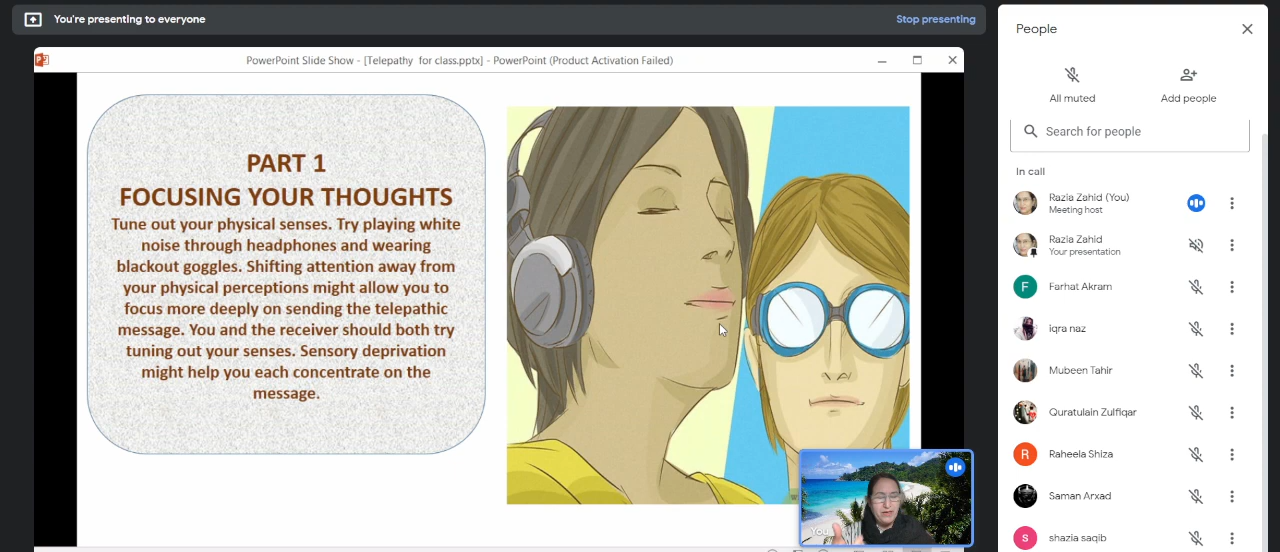 You're presenting to everyone
Stop presenting
PowerPoint Slide Show - [Telepathy for class.pptx] - PowerPoint (Product Activation Failed)
PART 1
FOCUSING YOUR THOUGHTS
Tune out your physical senses. Try playing white
noise through headphones and wearing
blackout goggles. Shifting attention away from
your physical perceptions might allow you to
focus more deeply on sending the telepathic
message. You and the receiver should both try
tuning out your senses. Sensory deprivation
might help you each concentrate on the
message.
You
People
All muted
Add people
Search for people
In call
Razia Zahid (You)
Meeting host
Razia Zahid
Your presentation
F
Farhat Akram
iqra naz
Mubeen Tahir
Quratulain Zulfiqar
R
Raheela Shiza
Saman Arxad
S
shazia saqib